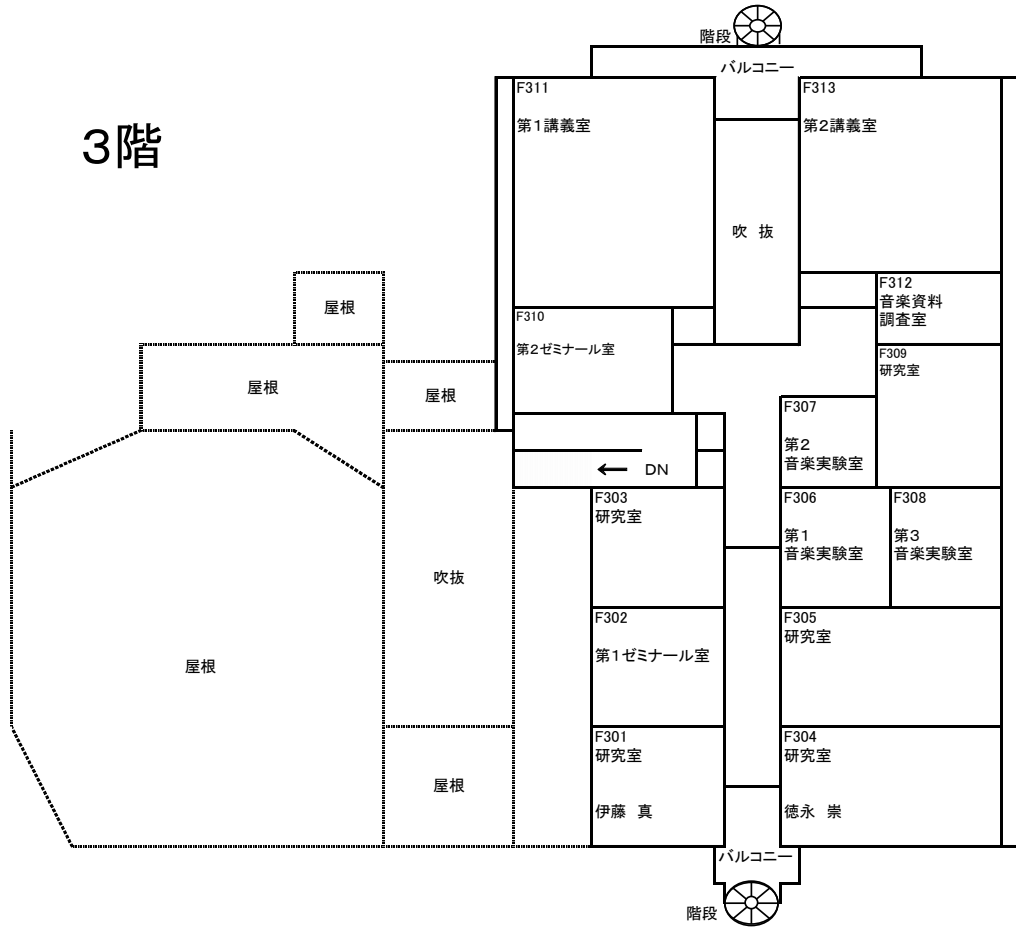 階段
バルコニー
3階
F311
第1講義室
F313
第2講義室
吹 抜
F312
音楽資料
調査室
屋根
F310
第2ゼミナール室
F309
研究室
屋根
屋根
F307
第2
音楽実験室
← DN
F303
研究室
F306
第1
音楽実験室
F308
第3
音楽実験室
吹抜
F302
第1ゼミナール室
F305
研究室
屋根
F301
研究室
伊藤 真
F304
研究室
徳永 崇
屋根
バルコニー
階段